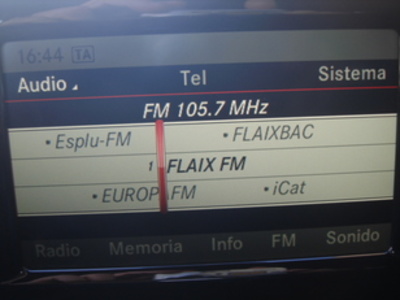 16:44 TA
Audio Tel Sistema
FM 105.7 MHz
• Esplu-FM • FLAIXBAC
1 FLAIX FM
• EUROPA FM • iCat
Radio Memoria Info FM Sonido